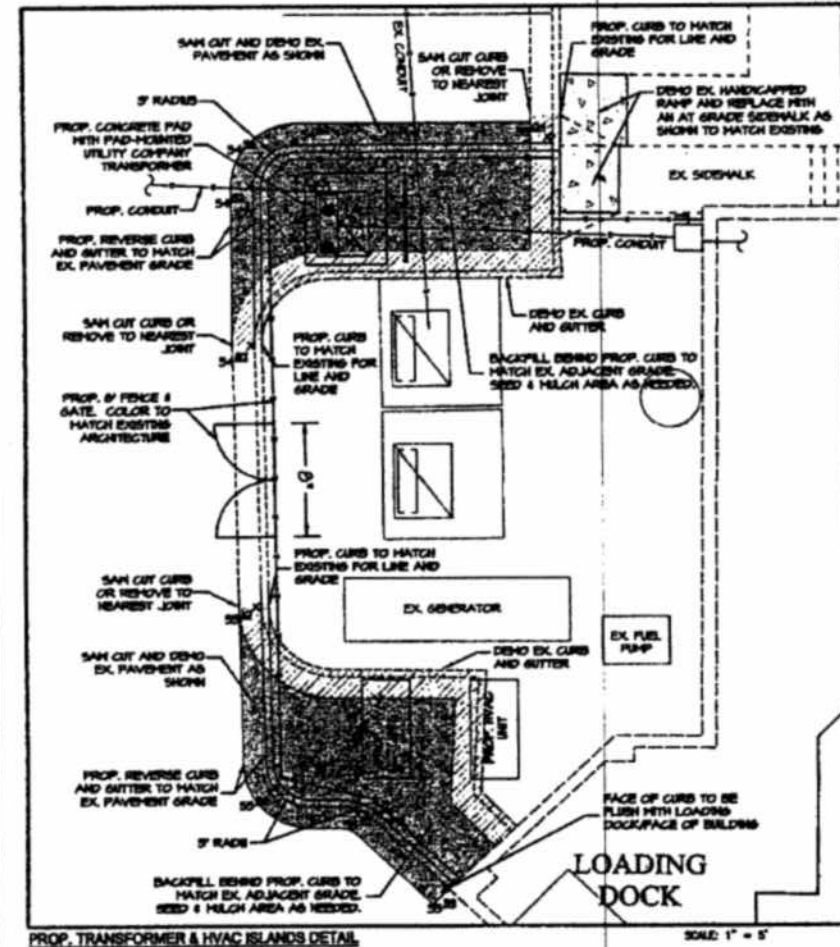 SAW CUT AND DEMO EX.
PAVEMENT AS SHOWN
EX. CONDUIT
SAW CUT CURB
OR REMOVE
TO NEAREST
JOINT
PROP. CURB TO MATCH
EXISTING FOR LINE AND
GRADE
DEMO EX. HANDICAPPED
RAMP AND REPLACE WITH
AN AT GRADE SIDEWALK AS
SHOWN TO MATCH EXISTING
5' RADIUS
PROP. CONCRETE PAD
WITH PAD-MOUNTED
UTILITY COMPANY
TRANSFORMER
EX. SIDEWALK
PROP. CONDUIT
PROP. CONDUIT
PROP. REVERSE CURB
AND GUTTER TO MATCH
EX. PAVEMENT GRADE
DEMO EX. CURB
AND GUTTER
SAW CUT CURB OR
REMOVE TO NEAREST
JOINT
PROP. CURB
TO MATCH
EXISTING FOR
LINE AND
GRADE
BACKFILL BEHIND PROP. CURB TO
MATCH EX. ADJACENT GRADE.
SEED & MULCH AREA AS NEEDED.
PROP. 6' FENCE &
GATE. COLOR TO
MATCH EXISTING
ARCHITECTURE
PROP. CURB TO MATCH
EXISTING FOR LINE AND
GRADE
SAW CUT CURB
OR REMOVE TO
NEAREST JOINT
EX. GENERATOR
EX. FUEL
PUMP
DEMO EX. CURB
AND GUTTER
SAW CUT AND DEMO
EX. PAVEMENT AS
SHOWN
PROP. HVAC
UNIT
PROP. REVERSE CURB
AND GUTTER TO MATCH
EX. PAVEMENT GRADE
5' RADII
FACE OF CURB TO BE
FLUSH WITH LOADING
DOCK/FACE OF BUILDING
BACKFILL BEHIND PROP. CURB TO
MATCH EX. ADJACENT GRADE.
SEED & MULCH AREA AS NEEDED.
LOADING
DOCK
PROP. TRANSFORMER & HVAC ISLANDS DETAIL
SCALE: 1" = 5'